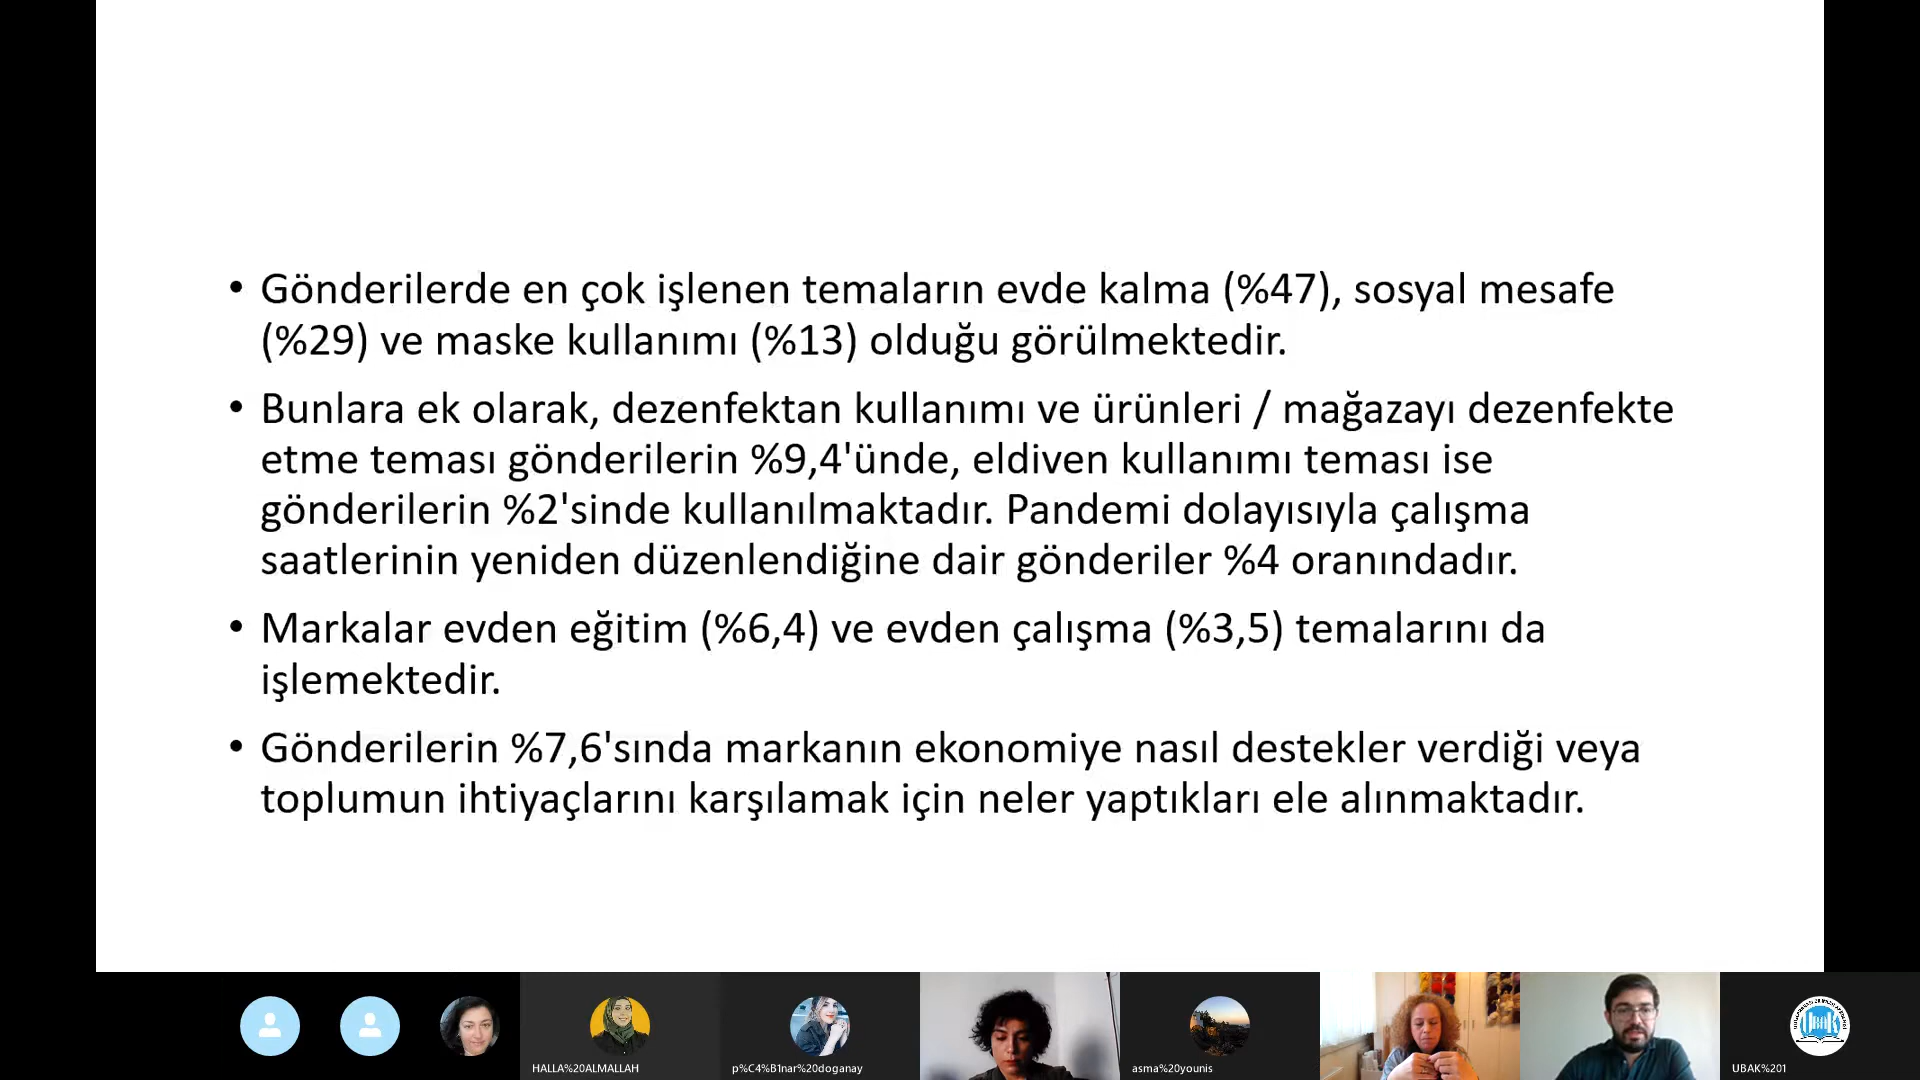 • Gönderilerde en çok işlenen temaların evde kalma (%47), sosyal mesafe
(%29) ve maske kullanımı (%13) olduğu görülmektedir.
• Bunlara ek olarak, dezenfektan kullanımı ve ürünleri / mağazayı dezenfekte
etme teması gönderilerin %9,4'ünde, eldiven kullanımı teması ise
gönderilerin %2'sinde kullanılmaktadır. Pandemi dolayısıyla çalışma
saatlerinin yeniden düzenlendiğine dair gönderiler %4 oranındadır.
• Markalar evden eğitim (%6,4) ve evden çalışma (%3,5) temalarını da
işlemektedir.
• Gönderilerin %7,6'sında markanın ekonomiye nasıl destekler verdiği veya
toplumun ihtiyaçlarını karşılamak için neler yaptıkları ele alınmaktadır.
HALLA%20ALMALLAH
p%C4%B1nar%20doganay
asma%20younis
UBAK
UBAK%201